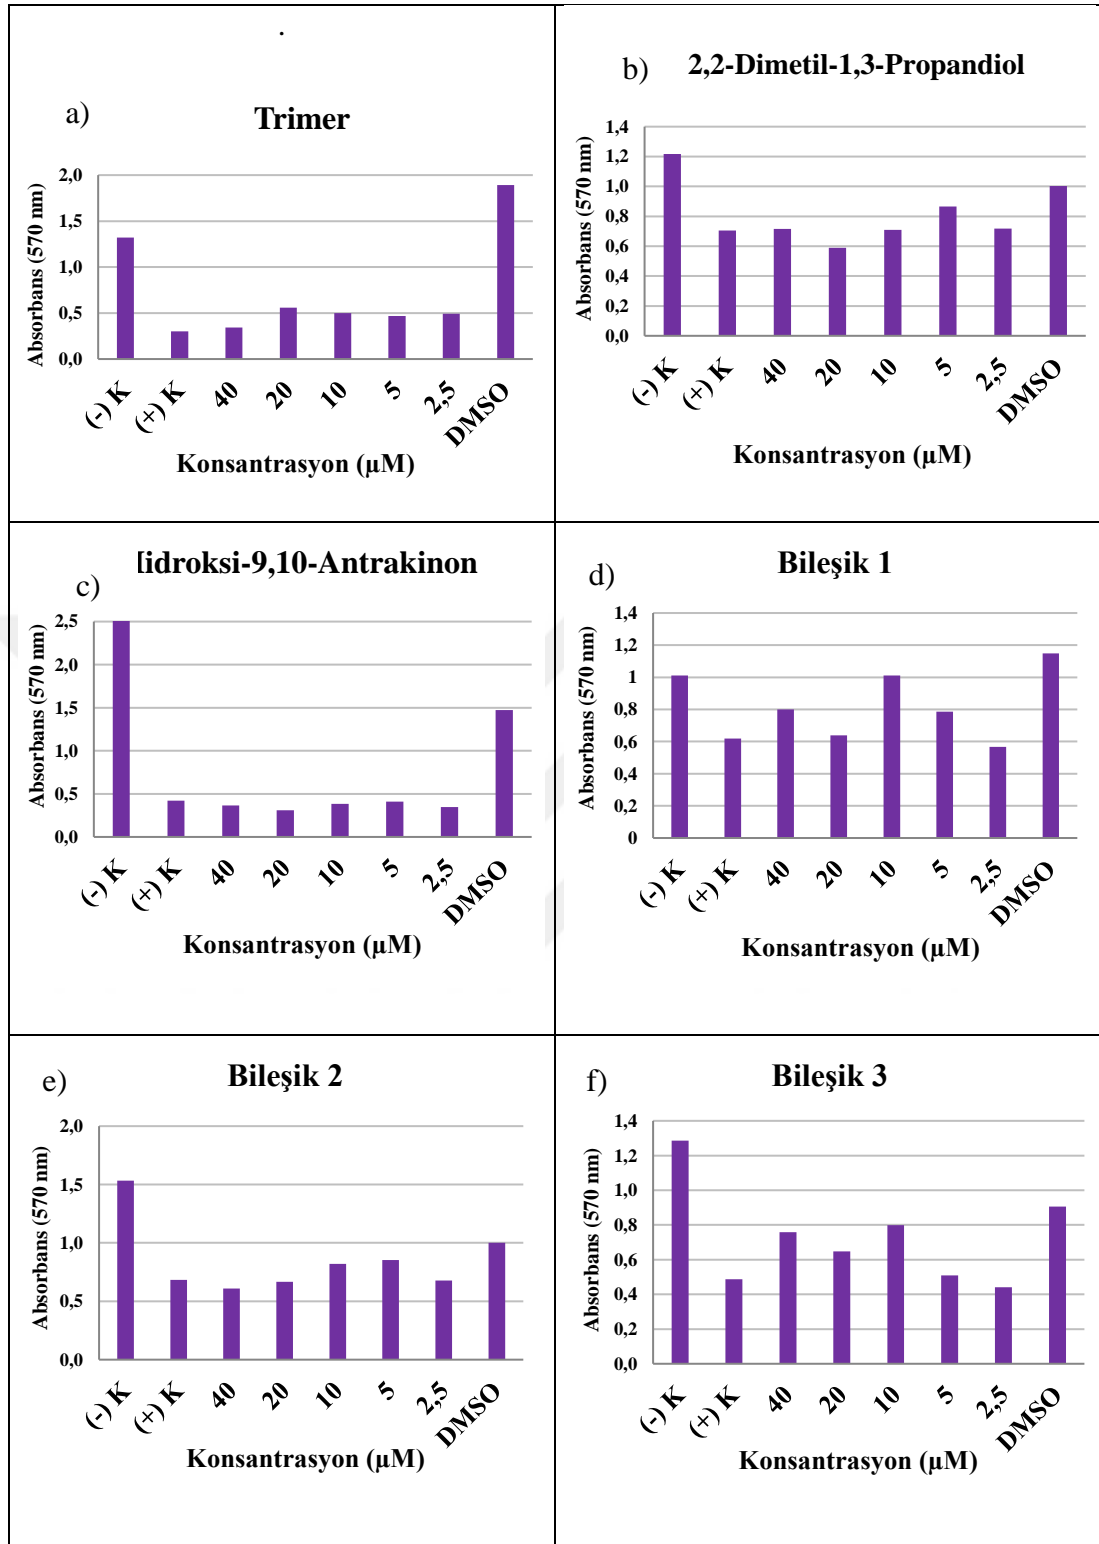 .
a)
Trimer
Absorbans (570 nm)
2,0
1,5
1,0
0,5
0,0
(-) K
(+) K
40
20
10
5
2,5
DMSO
Konsantrasyon (µM)
b)
2,2-Dimetil-1,3-Propandiol
Absorbans (570 nm)
1,4
1,2
1,0
0,8
0,6
0,4
0,2
0,0
(-) K
(+) K
40
20
10
5
2,5
DMSO
Konsantrasyon (µM)
c)
idroksi-9,10-Antrakinon
Absorbans (570 nm)
2,5
2,0
1,5
1,0
0,5
0,0
(-) K
(+) K
40
20
10
5
2,5
DMSO
Konsantrasyon (µM)
d)
Bileşik 1
Absorbans (570 nm)
1,4
1,2
1
0,8
0,6
0,4
0,2
0
(-) K
(+) K
40
20
10
5
2,5
DMSO
Konsantrasyon (µM)
e)
Bileşik 2
Absorbans (570 nm)
2,0
1,5
1,0
0,5
0,0
(-) K
(+) K
40
20
10
5
2,5
DMSO
Konsantrasyon (µM)
f)
Bileşik 3
Absorbans (570 nm)
1,4
1,2
1,0
0,8
0,6
0,4
0,2
0,0
(-) K
(+) K
40
20
10
5
2,5
DMSO
Konsantrasyon (µM)